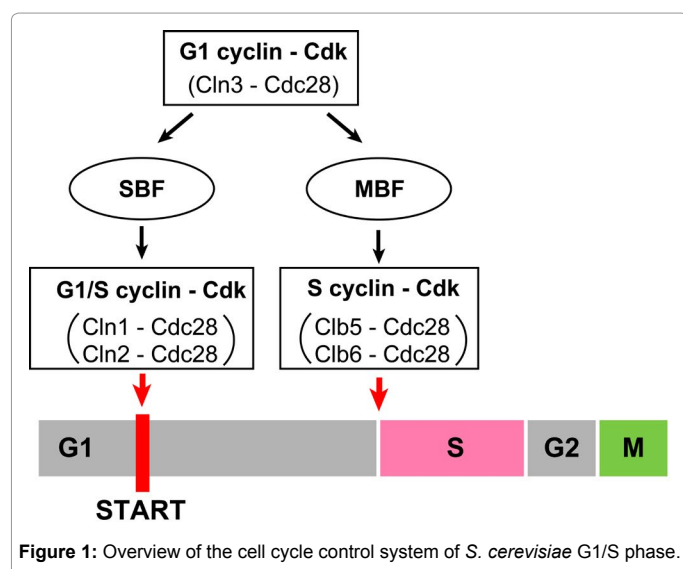 G1 cyclin - Cdk
(Cln3 - Cdc28)
SBF
MBF
G1/S cyclin - Cdk
(Cln1 - Cdc28
Cln2 - Cdc28)
S cyclin - Cdk
(Clb5 - Cdc28
Clb6 - Cdc28)
G1
S
G2
M
START
Figure 1: Overview of the cell cycle control system of S. cerevisiae G1/S phase.